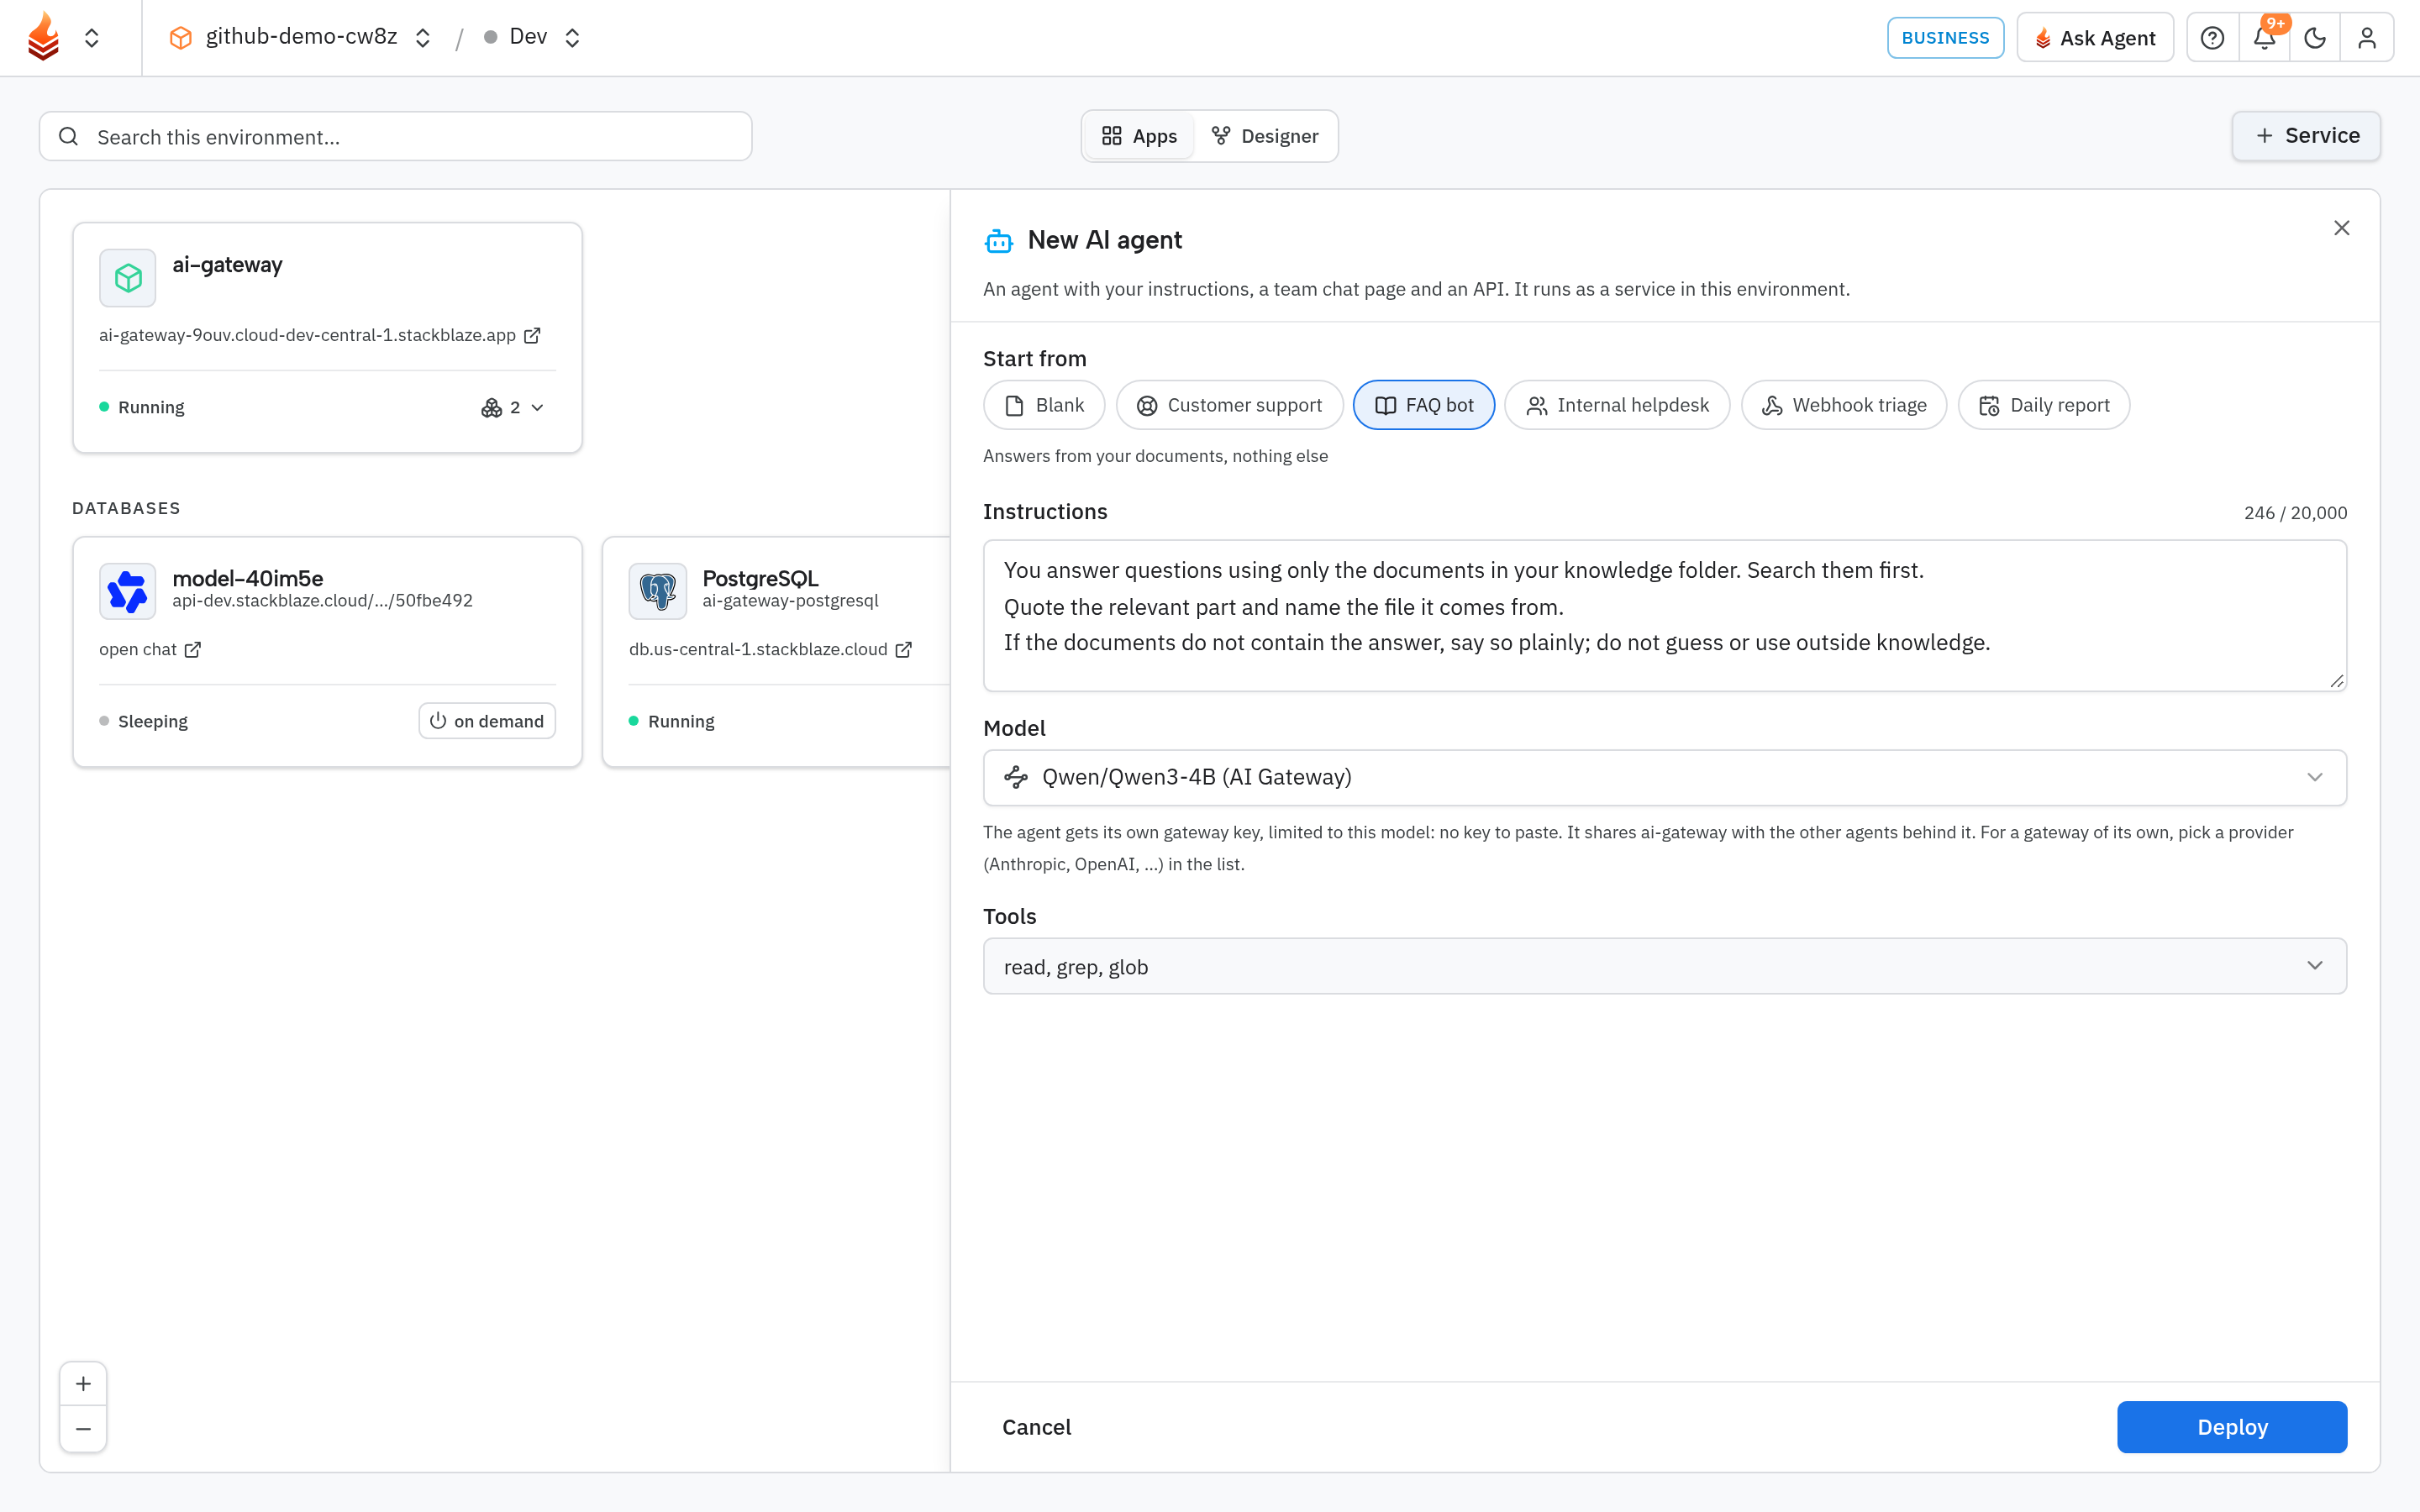 github-demo-cw8z / Dev
BUSINESS
Ask Agent
9+
Search this environment...
Apps
Designer
+ Service
ai-gateway
ai-gateway-9ouv.cloud-dev-central-1.stackblaze.app
Running
2
DATABASES
model-40im5e
api-dev.stackblaze.cloud/.../50fbe492
open chat
Sleeping
on demand
PostgreSQL
ai-gateway-postgresql
db.us-central-1.stackblaze.cloud
Running
New AI agent
An agent with your instructions, a team chat page and an API. It runs as a service in this environment.
Start from
Blank
Customer support
FAQ bot
Internal helpdesk
Webhook triage
Daily report
Answers from your documents, nothing else
Instructions
246 / 20,000
You answer questions using only the documents in your knowledge folder. Search them first.
Quote the relevant part and name the file it comes from.
If the documents do not contain the answer, say so plainly; do not guess or use outside knowledge.
Model
Qwen/Qwen3-4B (AI Gateway)
The agent gets its own gateway key, limited to this model: no key to paste. It shares ai-gateway with the other agents behind it. For a gateway of its own, pick a provider
(Anthropic, OpenAI, ...) in the list.
Tools
read, grep, glob
Cancel
Deploy